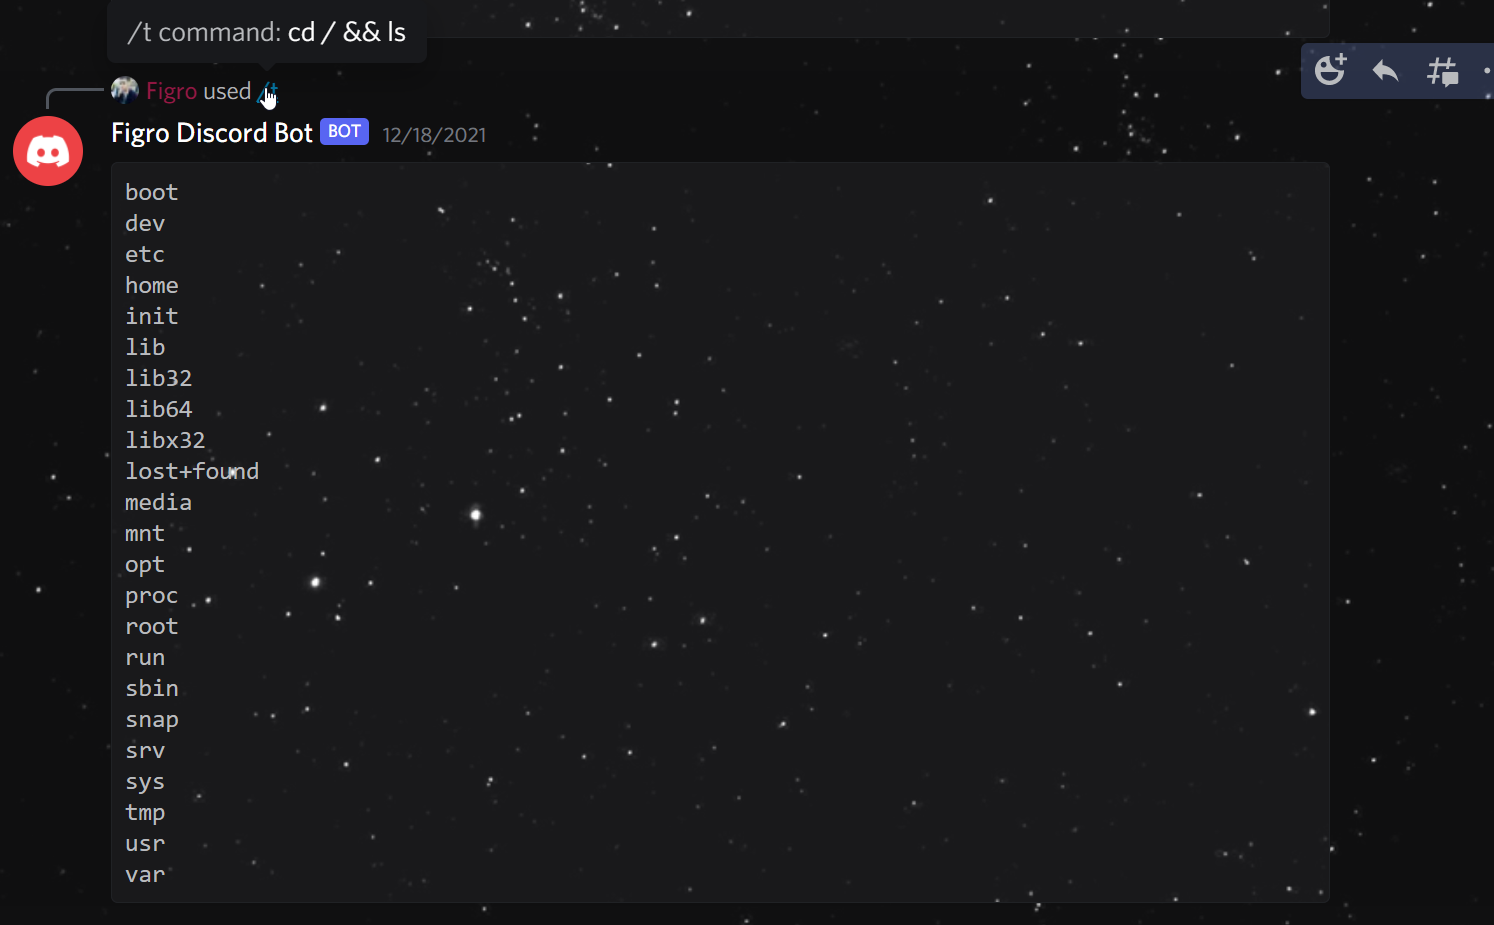 /t command: cd / && ls
Figro used /t
Figro Discord Bot BOT 12/18/2021
boot
dev
etc
home
init
lib
lib32
lib64
libx32
lost+found
media
mnt
opt
proc
root
run
sbin
snap
srv
sys
tmp
usr
var